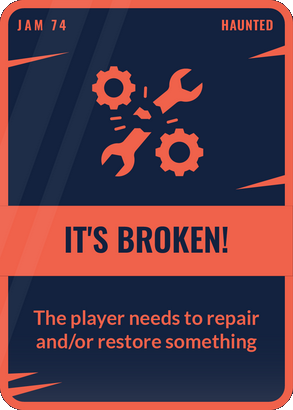 JAM 74
HAUNTED
IT'S BROKEN!
The player needs to repair
and/or restore something